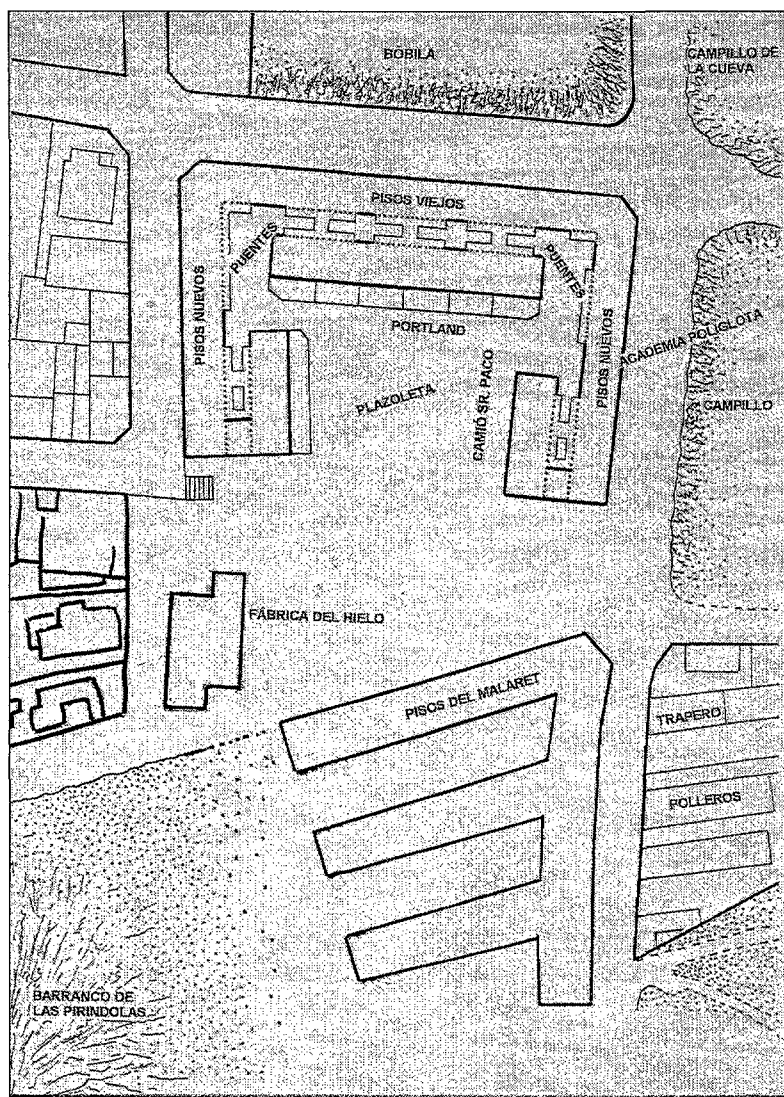 BOBILA
CAMPILLO DE
LA CUEVA
PISOS VIEJOS
PUENTES
PUENTES
PISOS NUEVOS
PISOS NUEVOS
PORTLAND
ACADEMIA POLIGLOTA
PLAZOLETA
CAMIÓ SR. PACO
CAMPILLO
FÁBRICA DEL HIELO
PISOS DEL MALARET
TRAPERO
POLLEROS
BARRANCO DE
LAS PIRINDOLAS